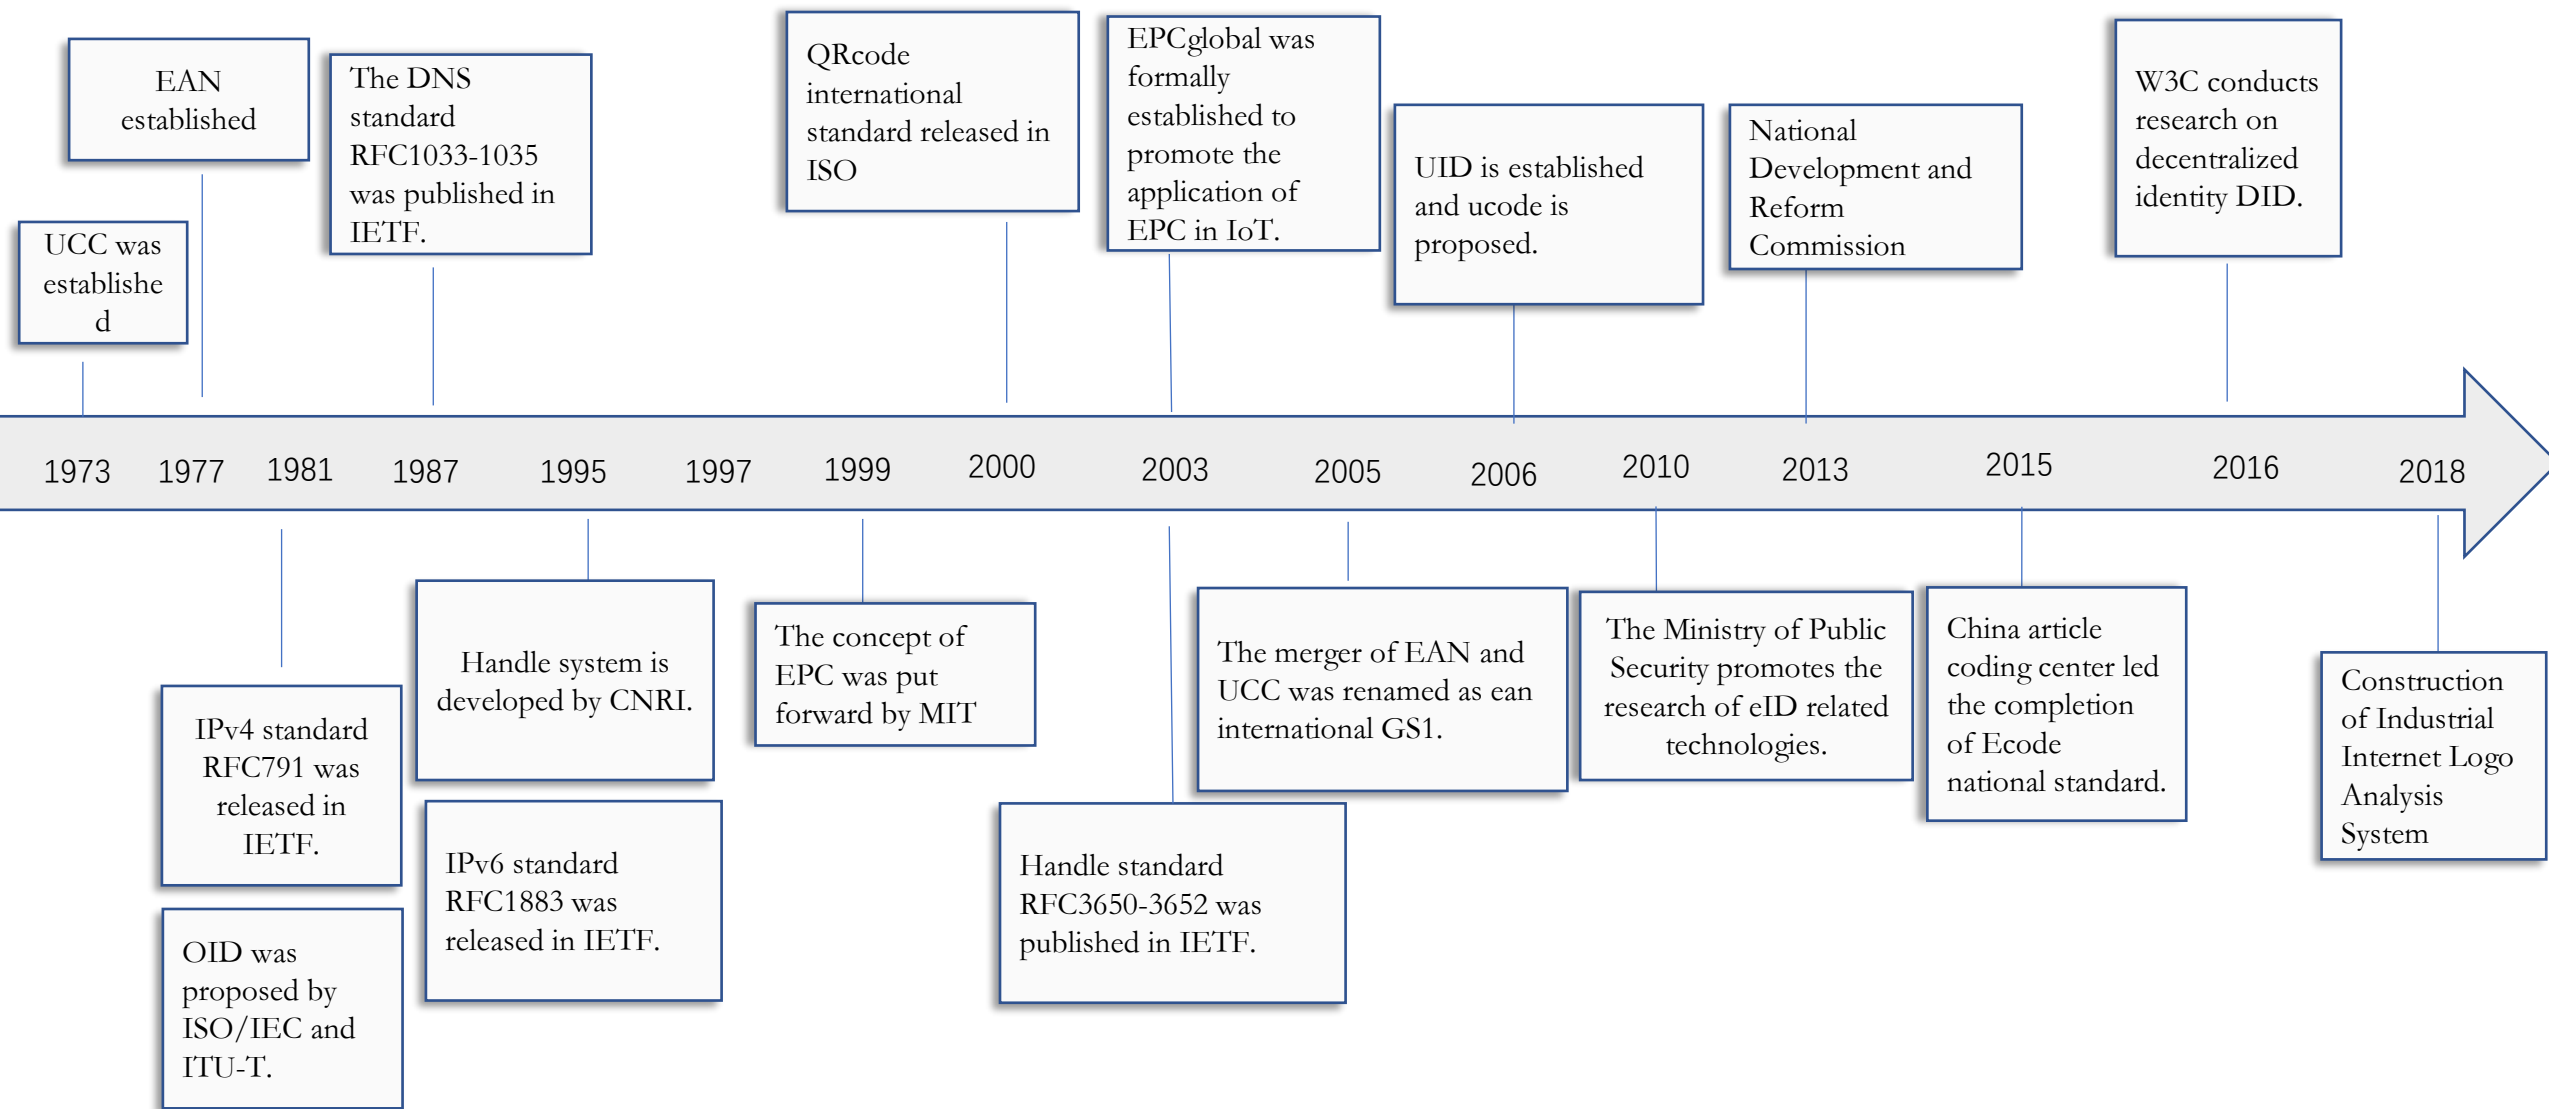 EAN
established
The DNS
standard
RFC1033-1035
was published in
IETF.
QRcode
international
standard released in
ISO
EPCglobal was
formally
established to
promote the
application of
EPC in IoT.
UID is established
and ucode is
proposed.
National
Development and
Reform
Commission
W3C conducts
research on
decentralized
identity DID.
UCC was
establishe
d
1973 1977 1981 1987 1995 1997 1999 2000 2003 2005 2006 2010 2013 2015 2016 2018
IPv4 standard
RFC791 was
released in
IETF.
OID was
proposed by
ISO/IEC and
ITU-T.
Handle system is
developed by CNRI.
IPv6 standard
RFC1883 was
released in IETF.
The concept of
EPC was put
forward by MIT
Handle standard
RFC3650-3652 was
published in IETF.
The merger of EAN and
UCC was renamed as ean
international GS1.
The Ministry of Public
Security promotes the
research of eID related
technologies.
China article
coding center led
the completion
of Ecode
national standard.
Construction
of Industrial
Internet Logo
Analysis
System